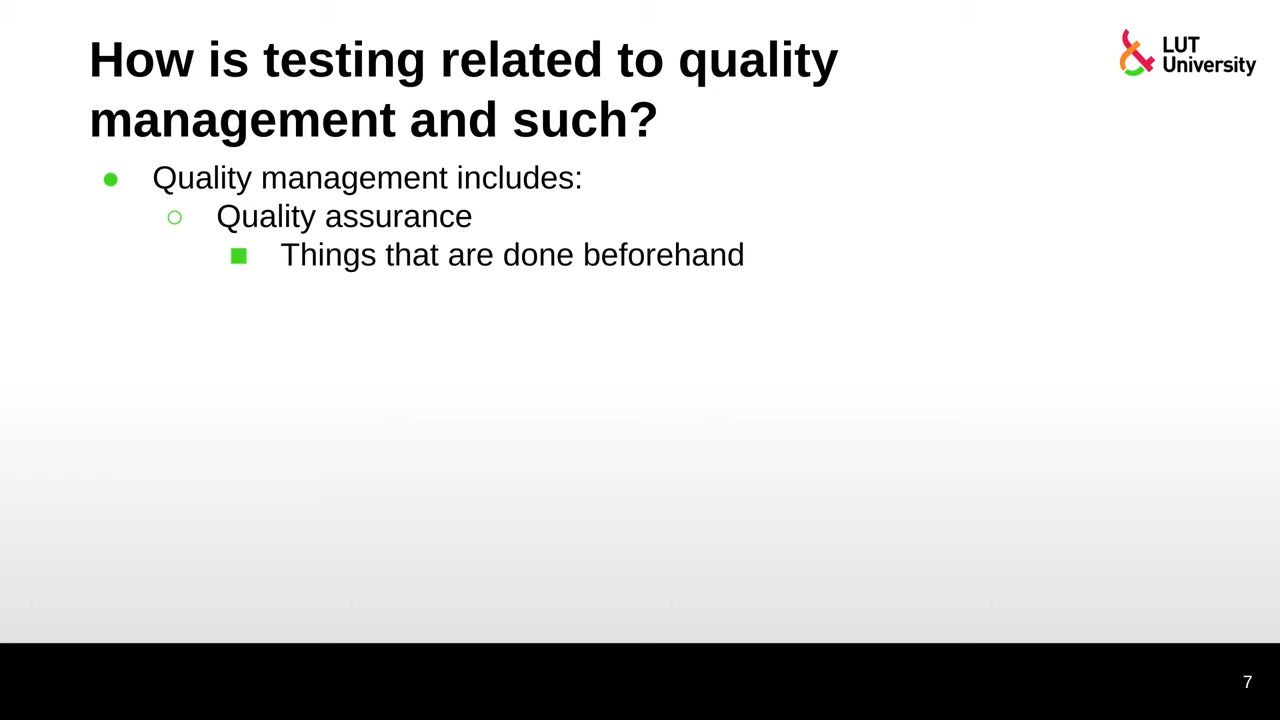 How is testing related to quality
management and such?
LUT
University
● Quality management includes:
○ Quality assurance
■ Things that are done beforehand
7